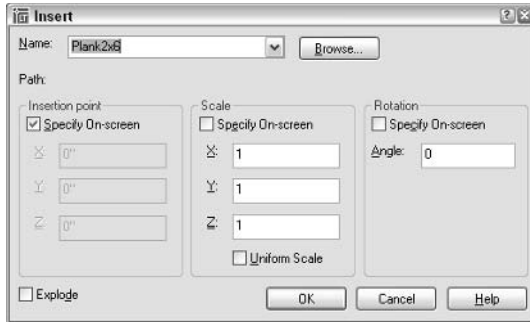 Insert
Name: Plank2x6 Browse...
Path:
Insertion point Scale Rotation
Specify On-screen Specify On-screen Specify On-screen
X: 0" X: 1 Angle: 0
Y: 0" Y: 1
Z: 0" Z: 1
Uniform Scale
Explode OK Cancel Help